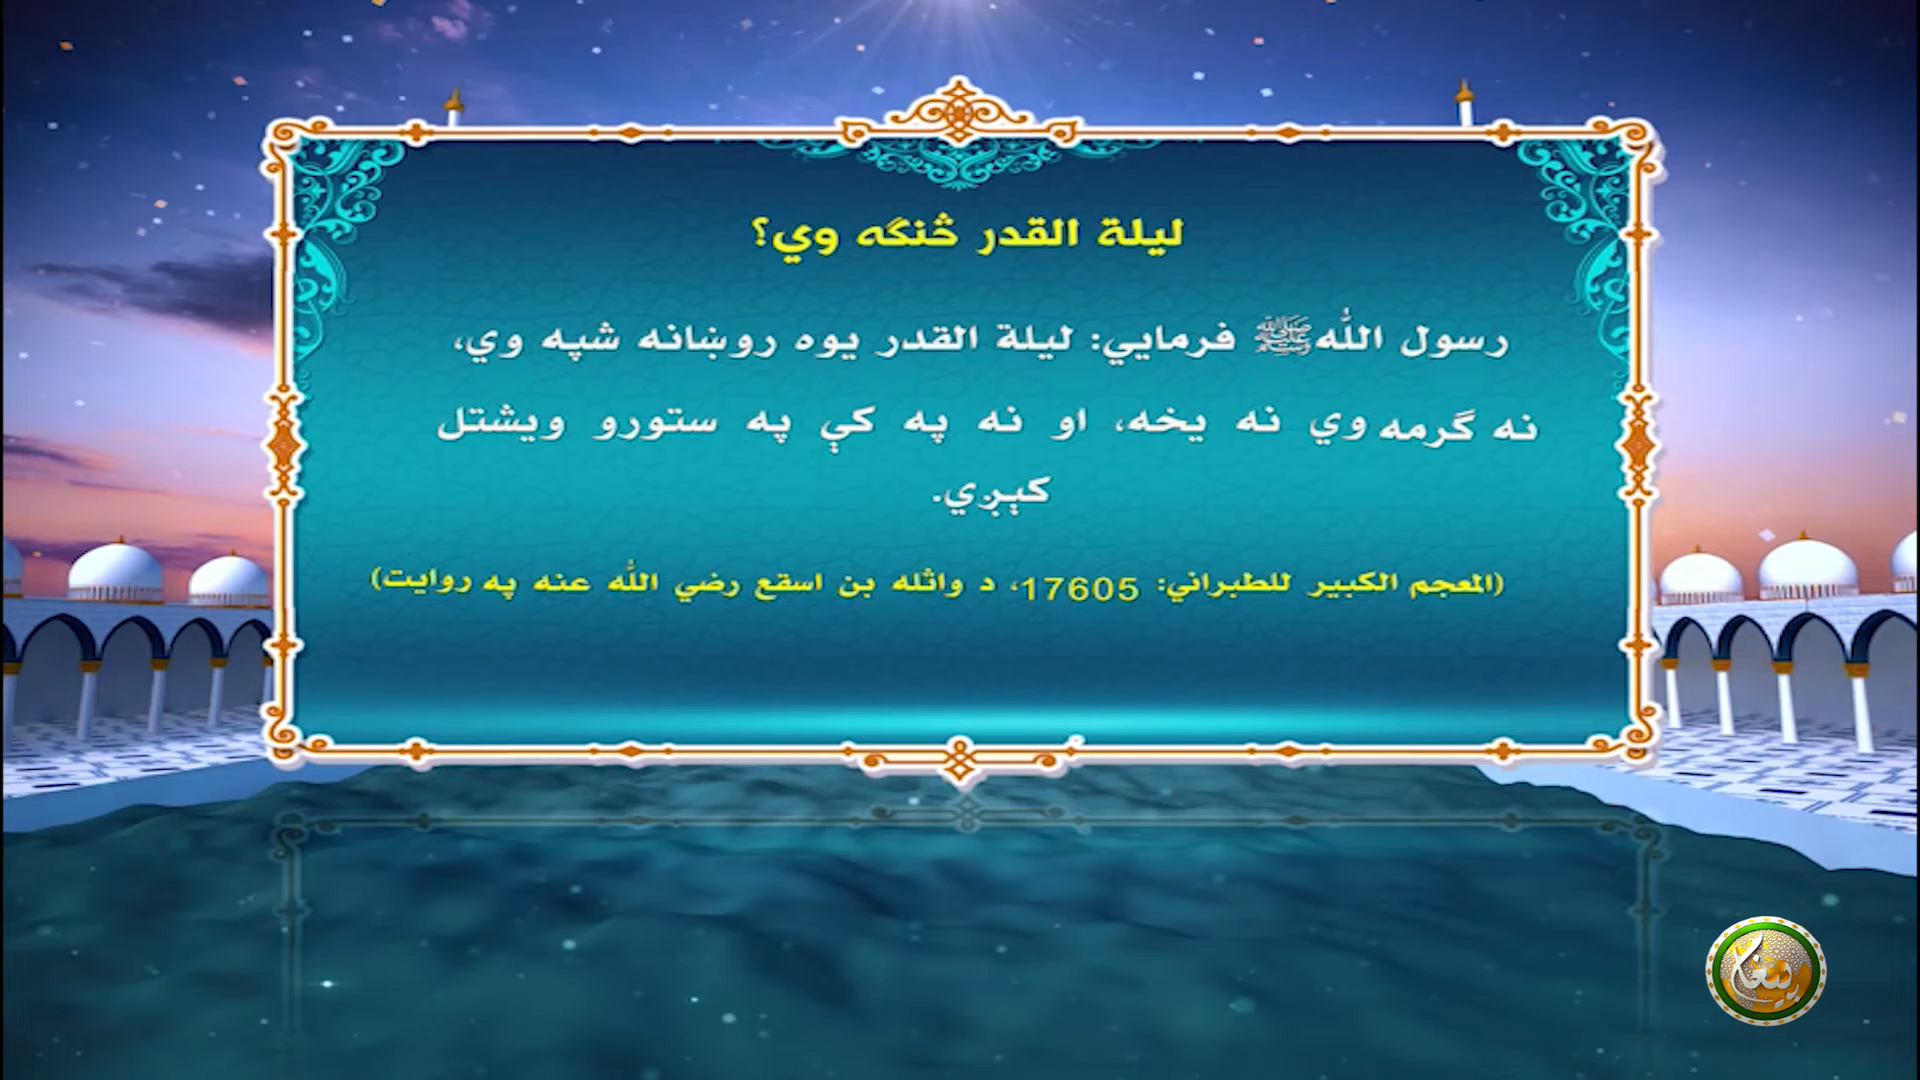 ليلة القدر څنګه وي؟
رسول اللهﷺ فرمايي: ليلة القدر يوه روښانه شپه وي،
نه ګرمه وي نه يخه، او نه په کې په ستورو ويشتل
کېږي.
(المعجم الکبير للطبراني: 17605، د واثله بن اسقع رضي الله عنه په روايت)
پيغام